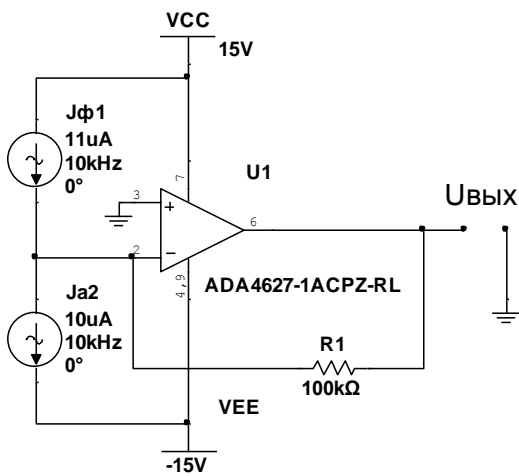 VCC
15V
Jф1
11uA
10kHz
0°
U1
7
3
2
6
4,9
Uвых
ADA4627-1ACPZ-RL
Ja2
10uA
10kHz
0°
R1
100kΩ
VEE
-15V